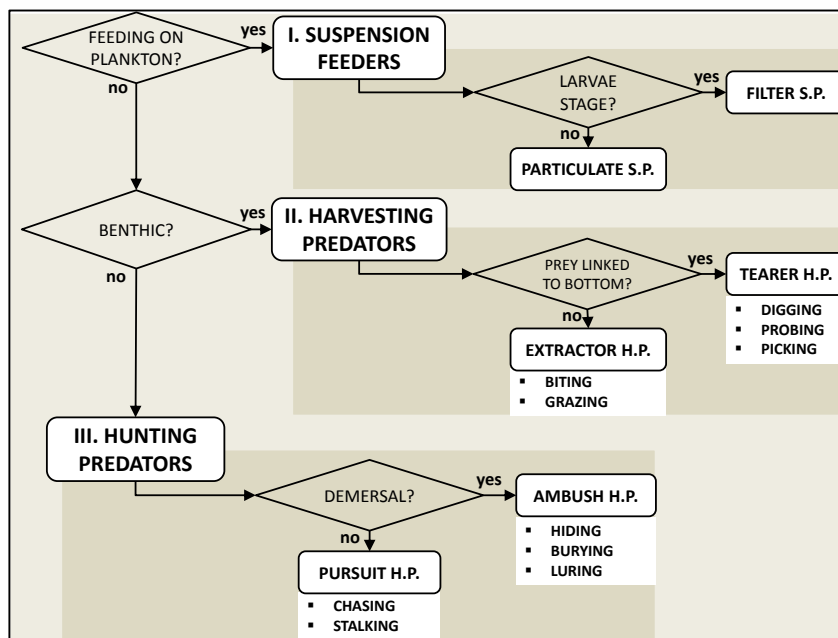 FEEDING ON
PLANKTON?
yes
I. SUSPENSION
FEEDERS
no
LARVAE
STAGE?
yes
FILTER S.P.
no
PARTICULATE S.P.
BENTHIC?
yes
II. HARVESTING
PREDATORS
no
PREY LINKED
TO BOTTOM?
yes
TEARER H.P.
▪ DIGGING
▪ PROBING
▪ PICKING
no
EXTRACTOR H.P.
▪ BITING
▪ GRAZING
III. HUNTING
PREDATORS
DEMERSAL?
yes
AMBUSH H.P.
▪ HIDING
▪ BURYING
▪ LURING
no
PURSUIT H.P.
▪ CHASING
▪ STALKING